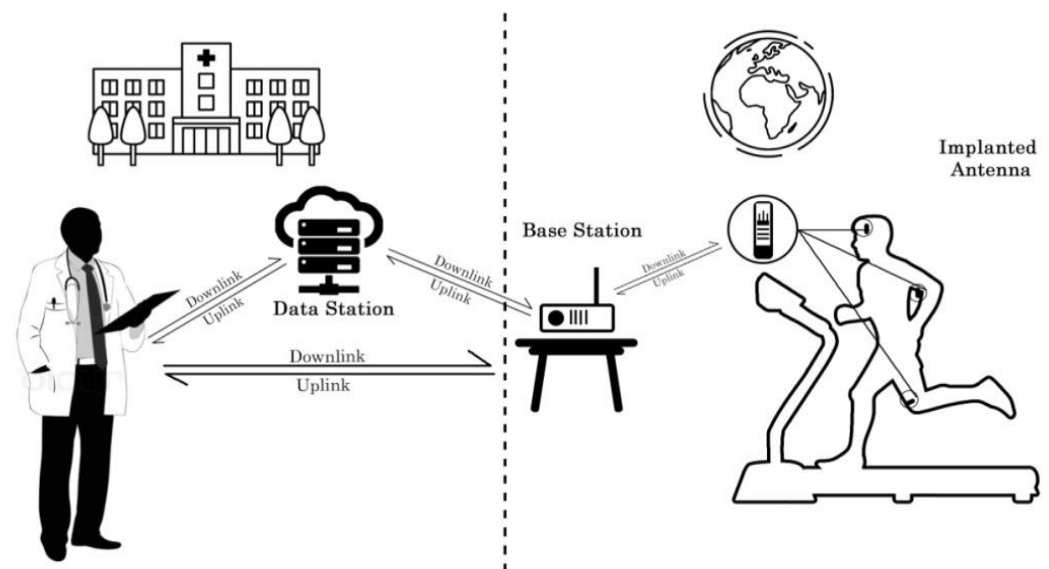 Implanted
Antenna
Base Station
Downlink
Uplink
Downlink
Uplink
Downlink
Uplink
Data Station
Downlink
Uplink